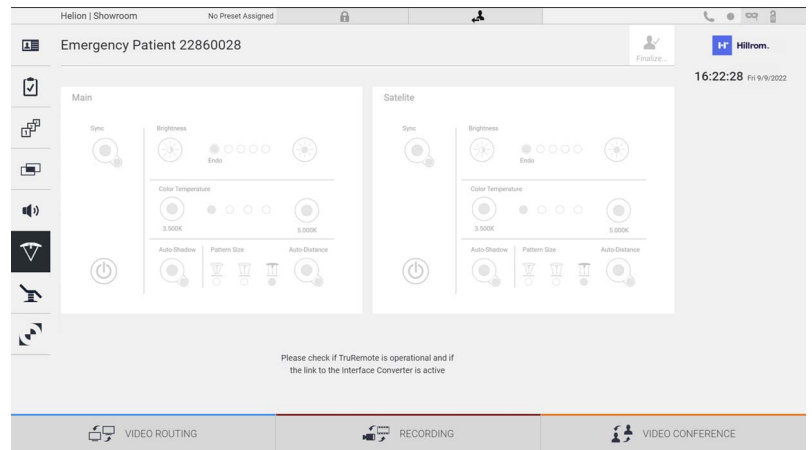 Helion | Showroom
No Preset Assigned
Emergency Patient 22860028
Finalize...
Hillrom.
16:22:28 Fri 9/9/2022
Main
Sync
Brightness
Endo
Color Temperature
3.500K
5.000K
Auto-Shadow
Pattern Size
Auto-Distance
Satelite
Sync
Brightness
Endo
Color Temperature
3.500K
5.000K
Auto-Shadow
Pattern Size
Auto-Distance
Please check if TruRemote is operational and if
the link to the Interface Converter is active
VIDEO ROUTING
RECORDING
VIDEO CONFERENCE